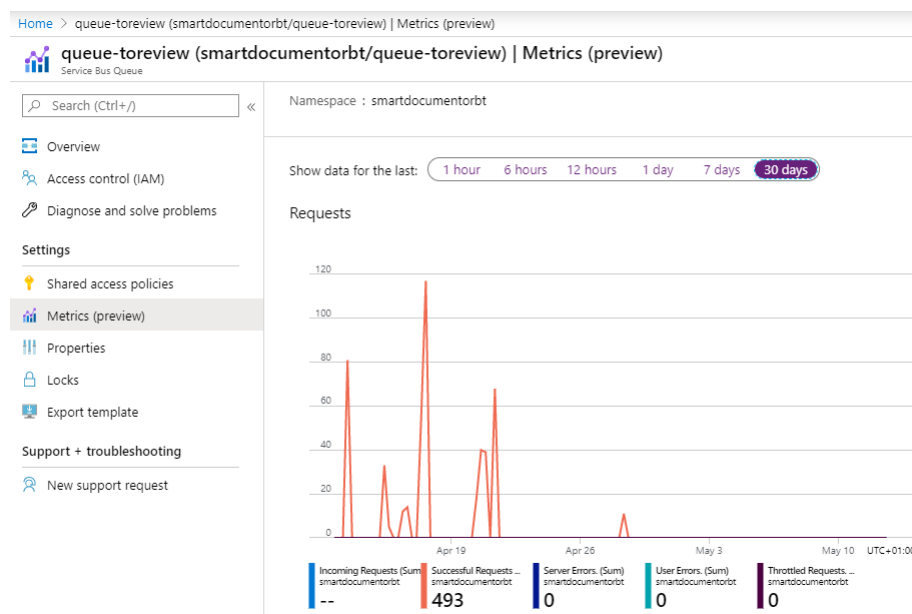 Home > queue-toreview (smartdocumentorbt/queue-toreview) | Metrics (preview)
queue-toreview (smartdocumentorbt/queue-toreview) | Metrics (preview)
Service Bus Queue
Search (Ctrl+/)
«
Overview
Access control (IAM)
Diagnose and solve problems
Settings
Shared access policies
Metrics (preview)
Properties
Locks
Export template
Support + troubleshooting
New support request
Namespace : smartdocumentorbt
Show data for the last: 1 hour 6 hours 12 hours 1 day 7 days 30 days
Requests
120
100
80
60
40
20
0
Apr 19 Apr 26 May 3 May 10 UTC+01:00
Incoming Requests (Sum)
smartdocumentorbt
--
Successful Requests ...
smartdocumentorbt
493
Server Errors. (Sum)
smartdocumentorbt
0
User Errors. (Sum)
smartdocumentorbt
0
Throttled Requests. ...
smartdocumentorbt
0